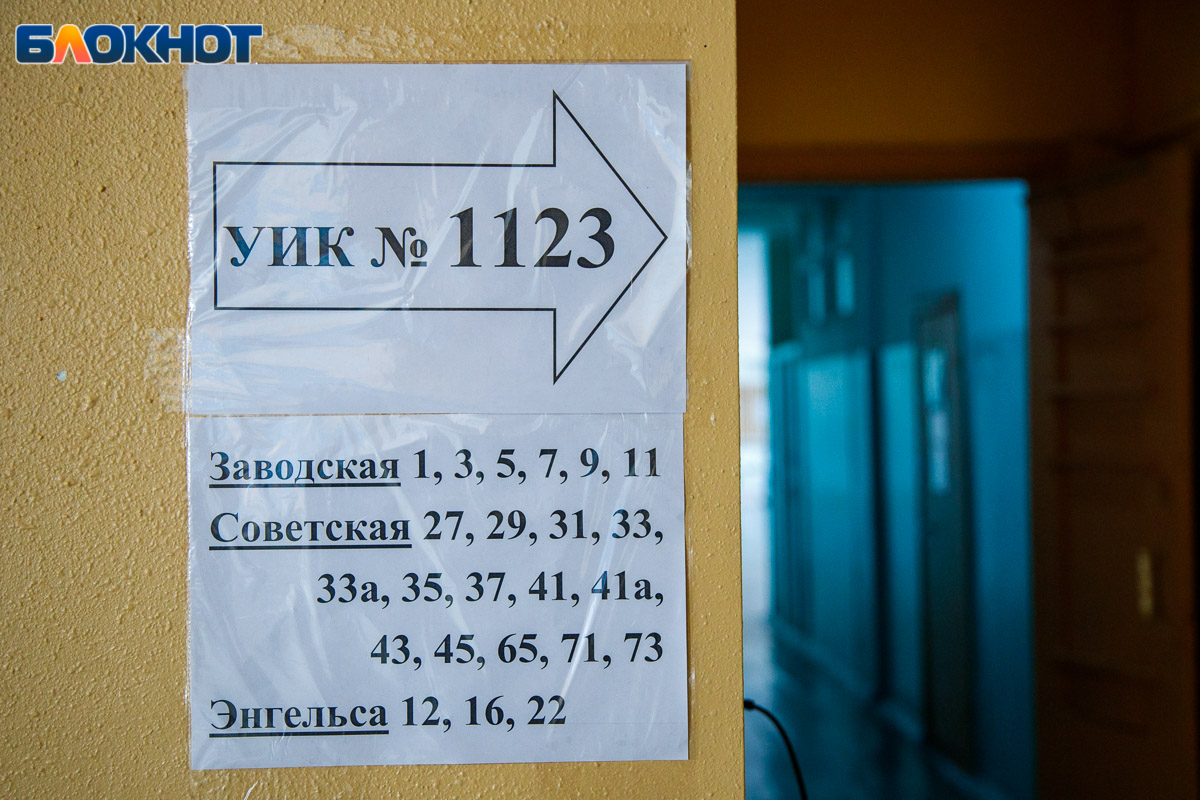 БЛОКНОТ
УИК № 1123
Заводская 1, 3, 5, 7, 9, 11
Советская 27, 29, 31, 33,
33а, 35, 37, 41, 41а,
43, 45, 65, 71, 73
Энгельса 12, 16, 22